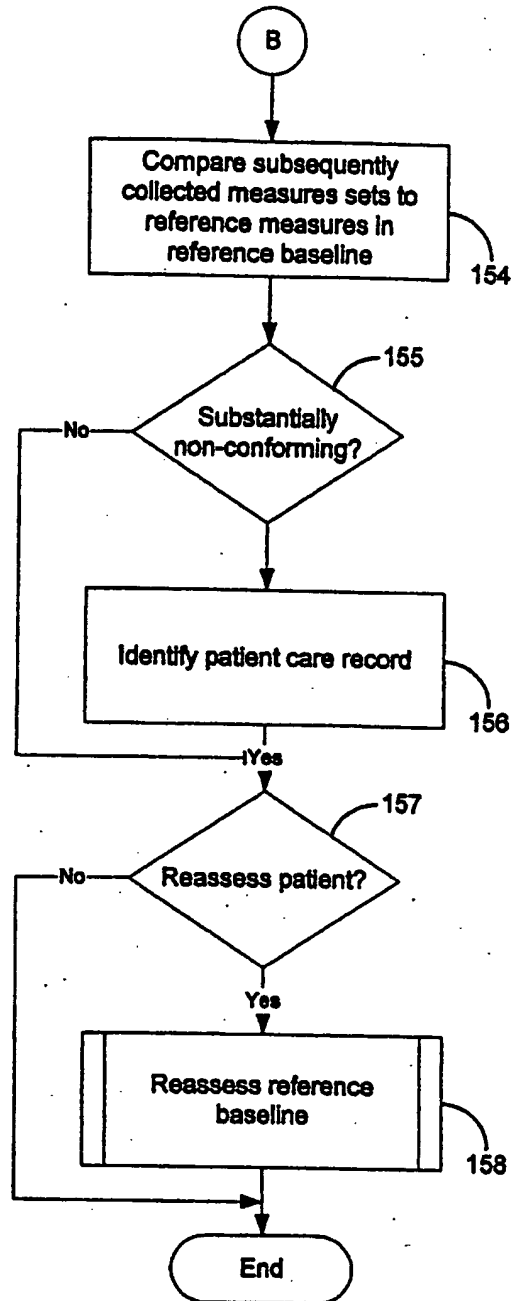 B
Compare subsequently
collected measures sets to
reference measures in
reference baseline
154
155
Substantially
non-conforming?
No
Identify patient care record
156
Yes
157
Reassess patient?
No
Yes
Reassess reference
baseline
158
End